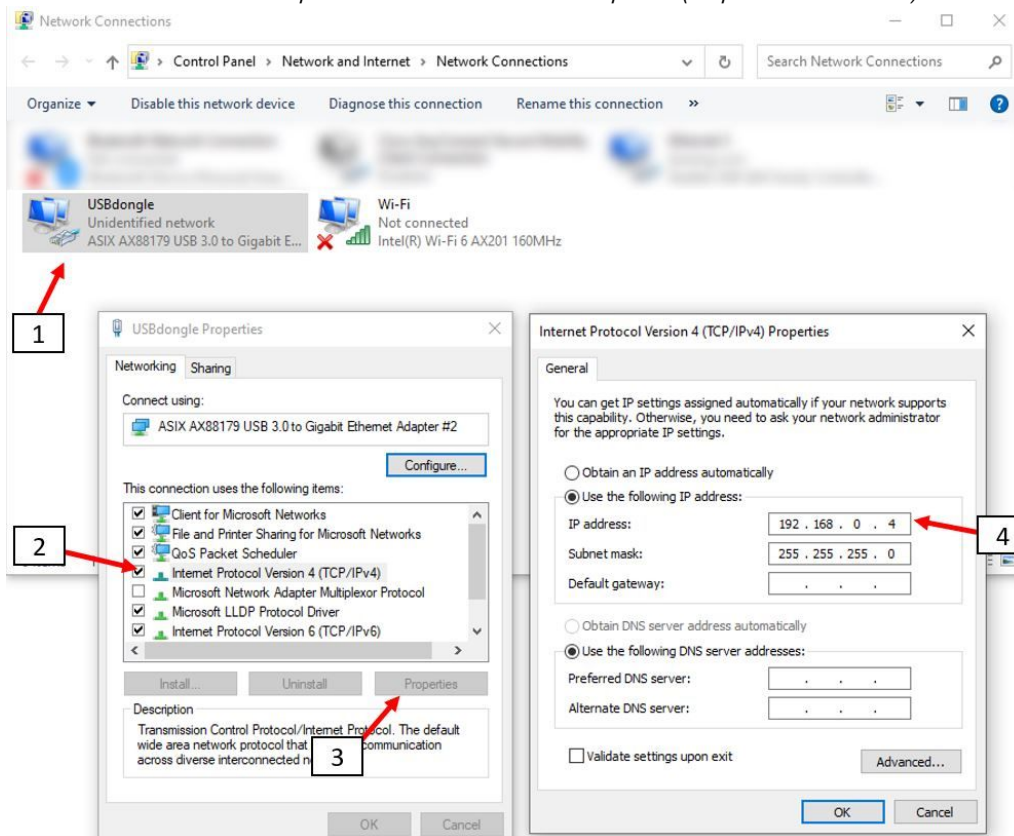 Network Connections
Control Panel > Network and Internet > Network Connections
Search Network Connections
Organize
Disable this network device
Diagnose this connection
Rename this connection
»
USBdongle
Unidentified network
ASIX AX88179 USB 3.0 to Gigabit E...
Wi-Fi
Not connected
Intel(R) Wi-Fi 6 AX201 160MHz
1
USBdongle Properties
Networking
Sharing
Connect using:
ASIX AX88179 USB 3.0 to Gigabit Ethernet Adapter #2
Configure...
This connection uses the following items:
Client for Microsoft Networks
File and Printer Sharing for Microsoft Networks
QoS Packet Scheduler
Internet Protocol Version 4 (TCP/IPv4)
Microsoft Network Adapter Multiplexor Protocol
Microsoft LLDP Protocol Driver
Internet Protocol Version 6 (TCP/IPv6)
2
Install...
Uninstall
Properties
Description
Transmission Control Protocol/Internet Protocol. The default
wide area network protocol that communication
across diverse interconnected
3
OK
Cancel
Internet Protocol Version 4 (TCP/IPv4) Properties
General
You can get IP settings assigned automatically if your network supports
this capability. Otherwise, you need to ask your network administrator
for the appropriate IP settings.
Obtain an IP address automatically
Use the following IP address:
IP address:
192 . 168 . 0 . 4
4
Subnet mask:
255 . 255 . 255 . 0
Default gateway:
. . .
Obtain DNS server address automatically
Use the following DNS server addresses:
Preferred DNS server:
. . .
Alternate DNS server:
. . .
Validate settings upon exit
Advanced...
OK
Cancel